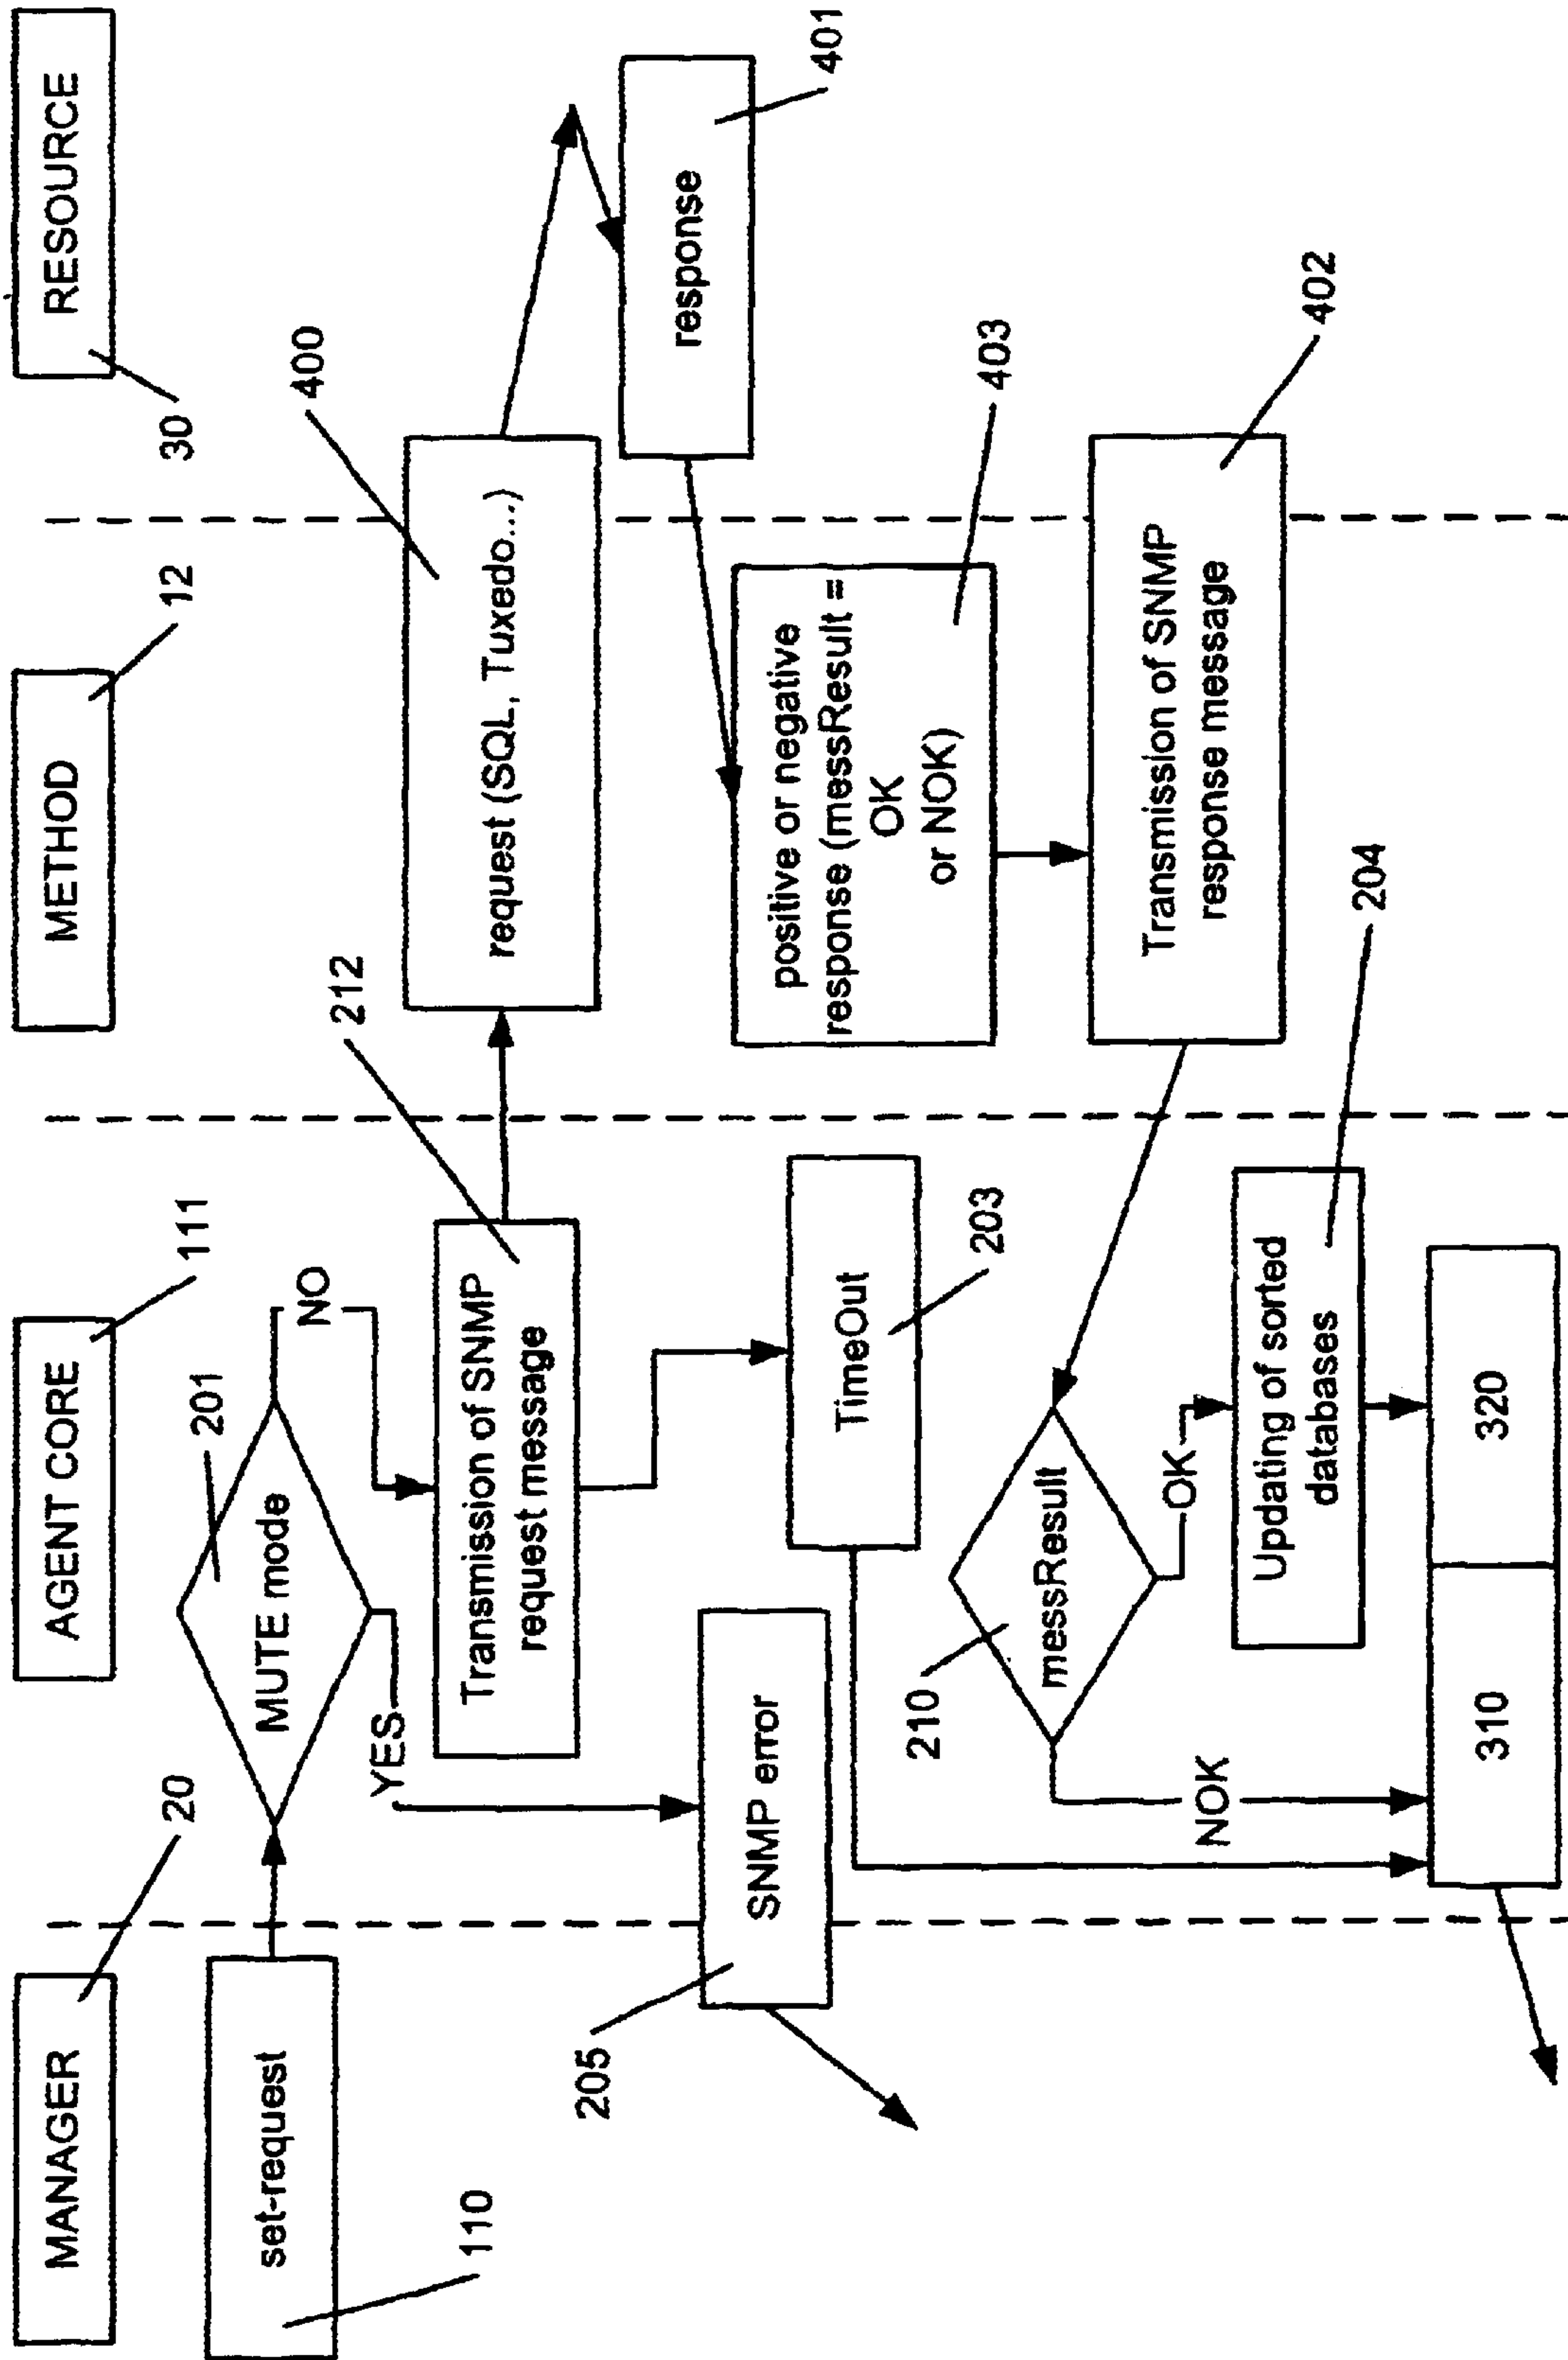 MANAGER
20
AGENT CORE
111
METHOD
12
RESOURCE
30
set-request
110
MUTE mode
201
NO
YES
Transmission of SNMP
request message
212
request (SQL, Tuxedo...)
400
response
401
SNMP error
205
TimeOut
203
positive or negative
response (messResult =
OK
or NOK)
403
messResult
210
OK
NOK
Transmission of SNMP
response message
402
Updating of sorted
databases
204
310
320